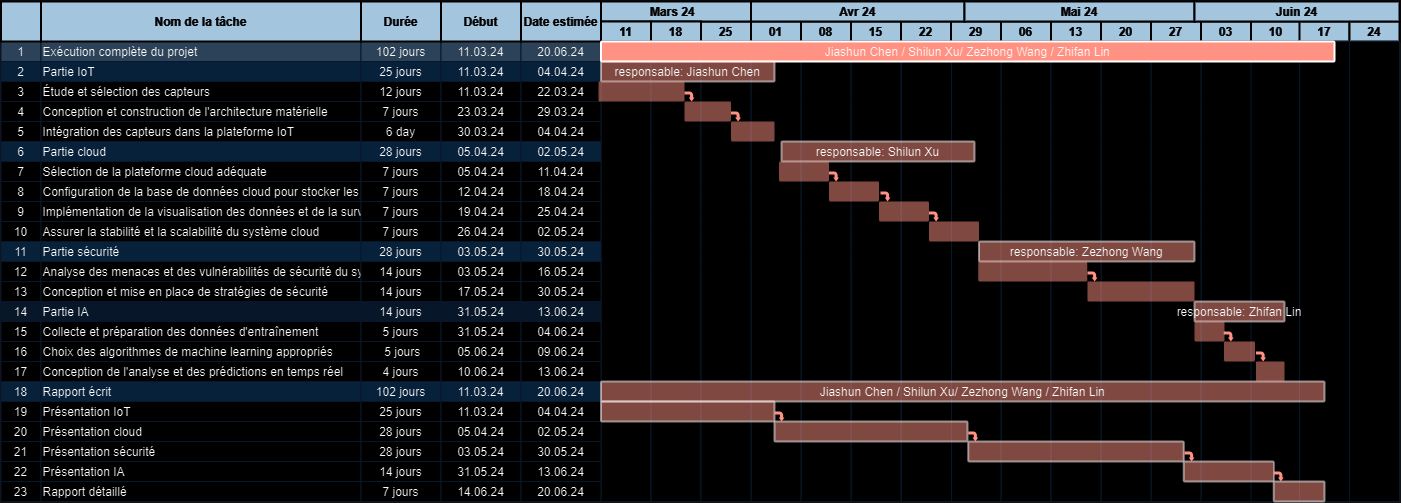 Nom de la tâche Durée Début Date estimée Mars 24 Avr 24 Mai 24 Juin 24
11 18 25 01 08 15 22 29 06 13 20 27 03 10 17 24
1 Exécution complète du projet 102 jours 11.03.24 20.06.24 Jiashun Chen / Shilun Xu/ Zezhong Wang / Zhifan Lin
2 Partie IoT 25 jours 11.03.24 04.04.24 responsable: Jiashun Chen
3 Étude et sélection des capteurs 12 jours 11.03.24 22.03.24
4 Conception et construction de l'architecture matérielle 7 jours 23.03.24 29.03.24
5 Intégration des capteurs dans la plateforme IoT 6 day 30.03.24 04.04.24
6 Partie cloud 28 jours 05.04.24 02.05.24 responsable: Shilun Xu
7 Sélection de la plateforme cloud adéquate 7 jours 05.04.24 11.04.24
8 Configuration de la base de données cloud pour stocker les 7 jours 12.04.24 18.04.24
9 Implémentation de la visualisation des données et de la surv 7 jours 19.04.24 25.04.24
10 Assurer la stabilité et la scalabilité du système cloud 7 jours 26.04.24 02.05.24
11 Partie sécurité 28 jours 03.05.24 30.05.24 responsable: Zezhong Wang
12 Analyse des menaces et des vulnérabilités de sécurité du sy 14 jours 03.05.24 16.05.24
13 Conception et mise en place de stratégies de sécurité 14 jours 17.05.24 30.05.24
14 Partie IA 14 jours 31.05.24 13.06.24 responsable: Zhifan Lin
15 Collecte et préparation des données d'entraînement 5 jours 31.05.24 04.06.24
16 Choix des algorithmes de machine learning appropriés 5 jours 05.06.24 09.06.24
17 Conception de l'analyse et des prédictions en temps réel 4 jours 10.06.24 13.06.24
18 Rapport écrit 102 jours 11.03.24 20.06.24 Jiashun Chen / Shilun Xu/ Zezhong Wang / Zhifan Lin
19 Présentation IoT 25 jours 11.03.24 04.04.24
20 Présentation cloud 28 jours 05.04.24 02.05.24
21 Présentation sécurité 28 jours 03.05.24 30.05.24
22 Présentation IA 14 jours 31.05.24 13.06.24
23 Rapport détaillé 7 jours 14.06.24 20.06.24